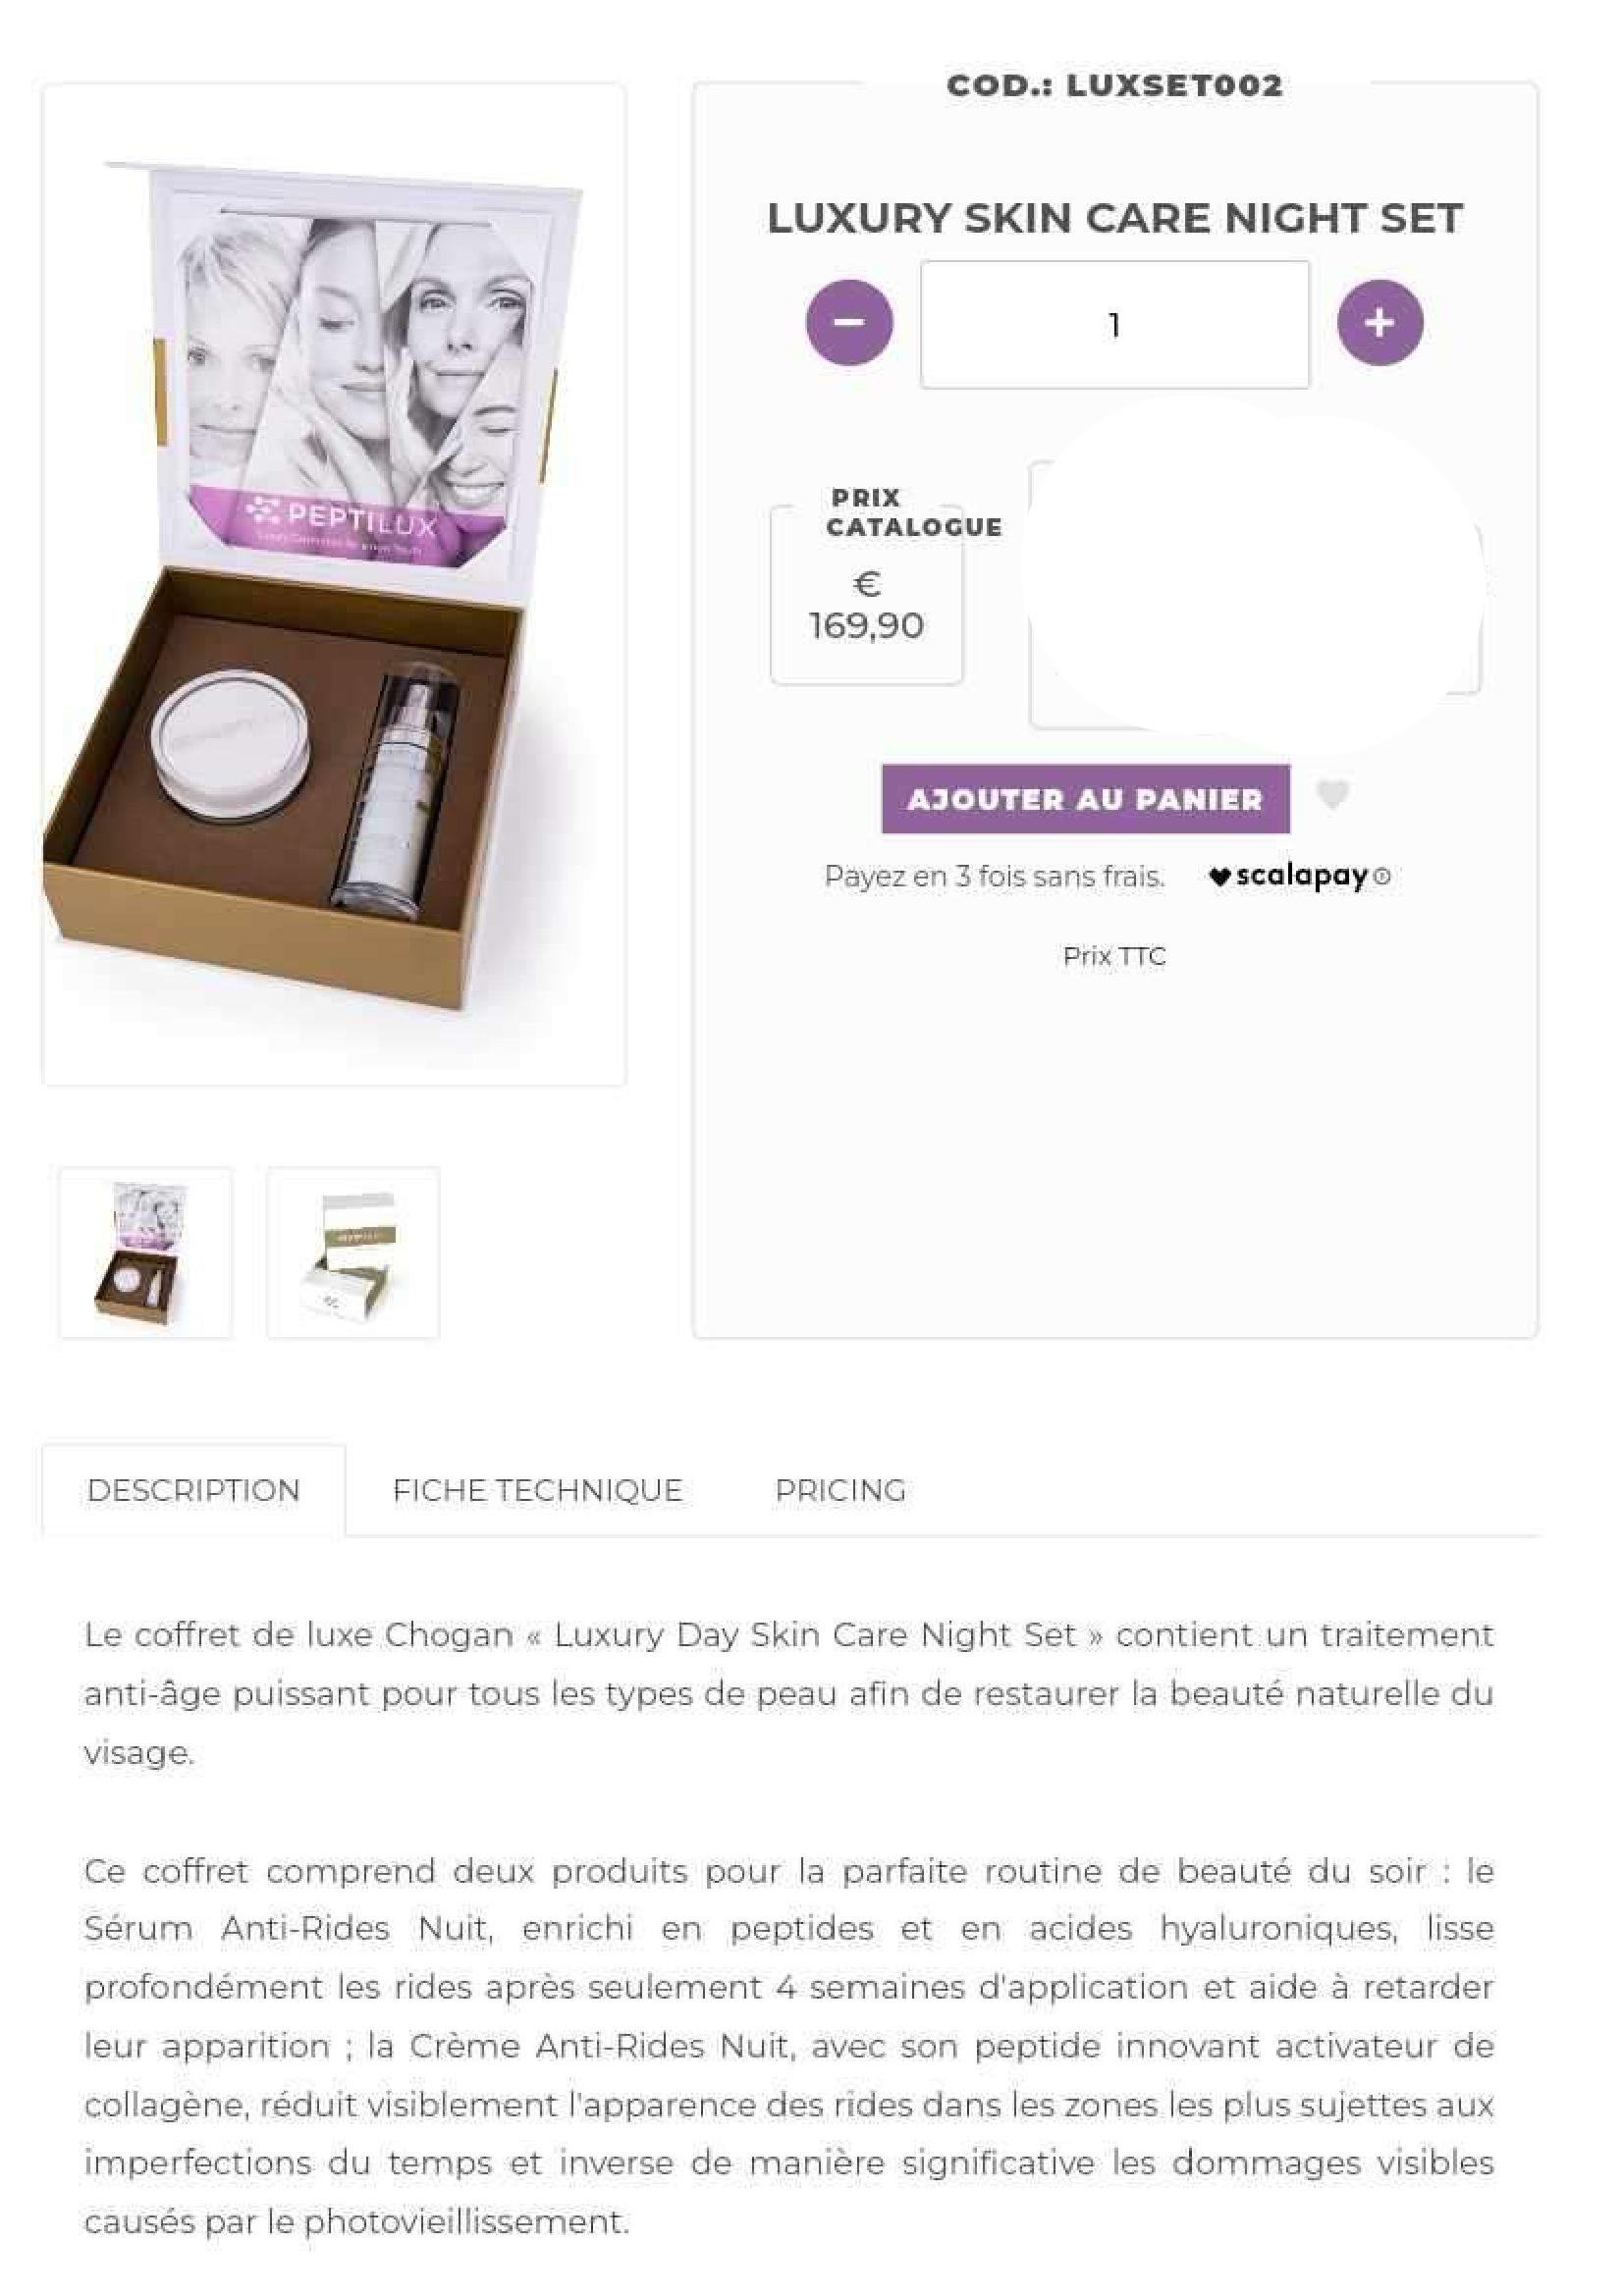 COD.: LUXSET002
LUXURY SKIN CARE NIGHT SET
1
PRIX
CATALOGUE
€
169,90
AJOUTER AU PANIER
Payez en 3 fois sans frais. scalapay
Prix TTC
PEPTILUX
DESCRIPTION FICHE TECHNIQUE PRICING
Le coffret de luxe Chogan « Luxury Day Skin Care Night Set » contient un traitement
anti-âge puissant pour tous les types de peau afin de restaurer la beauté naturelle du
visage.
Ce coffret comprend deux produits pour la parfaite routine de beauté du soir : le
Sérum Anti-Rides Nuit, enrichi en peptides et en acides hyaluroniques, lisse
profondément les rides après seulement 4 semaines d'application et aide à retarder
leur apparition ; la Crème Anti-Rides Nuit, avec son peptide innovant activateur de
collagène, réduit visiblement l'apparence des rides dans les zones les plus sujettes aux
imperfections du temps et inverse de manière significative les dommages visibles
causés par le photovieillissement.